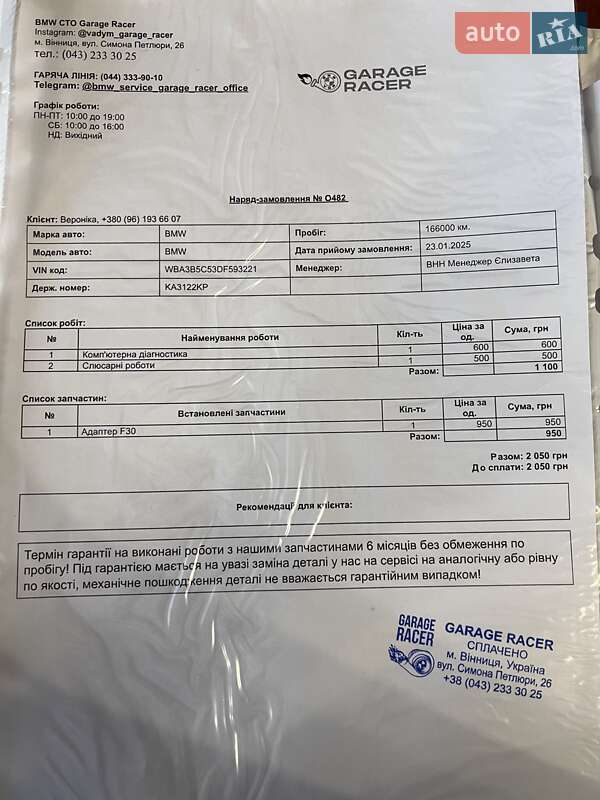 BMW СТО Garage Racer
Instagram: @vadym_garage_racer
м. Вінниця, вул. Симона Петлюри, 26
тел.: (043) 233 30 25
ГАРЯЧА ЛІНІЯ: (044) 333-90-10
Telegram: @bmw_service_garage_racer_office
Графік роботи:
ПН-ПТ: 10:00 до 19:00
СБ: 10:00 до 16:00
НД: Вихідний
auto RIA .com
GARAGE
RACER
Наряд-замовлення № О482
Клієнт: Вероніка, +380 (96) 193 66 07
Марка авто: BMW Пробіг: 166000 км.
Модель авто: BMW Дата прийому замовлення: 23.01.2025
VIN код: WBA3B5C53DF593221 Менеджер: ВНН Менеджер Єлизавета
Держ. номер: KA3122KP
Список робіт:
№ Найменування роботи Кіл-ть Ціна за од. Сума, грн
1 Комп'ютерна діагностика 1 600 600
2 Слюсарні роботи 1 500 500
Разом: 1 100
Список запчастин:
№ Встановлені запчастини Кіл-ть Ціна за од. Сума, грн
1 Адаптер F30 1 950 950
Разом: 950
Разом: 2 050 грн
До сплати: 2 050 грн
Рекомендації для клієнта:
Термін гарантії на виконані роботи з нашими запчастинами 6 місяців без обмеження по
пробігу! Під гарантією мається на увазі заміна деталі у нас на сервісі на аналогічну або рівну
по якості, механічне пошкодження деталі не вважається гарантійним випадком!
GARAGE
RACER
GARAGE RACER
СПЛАЧЕНО
м. Вінниця, Україна
вул. Симона Петлюри, 26
+38 (043) 233 30 25